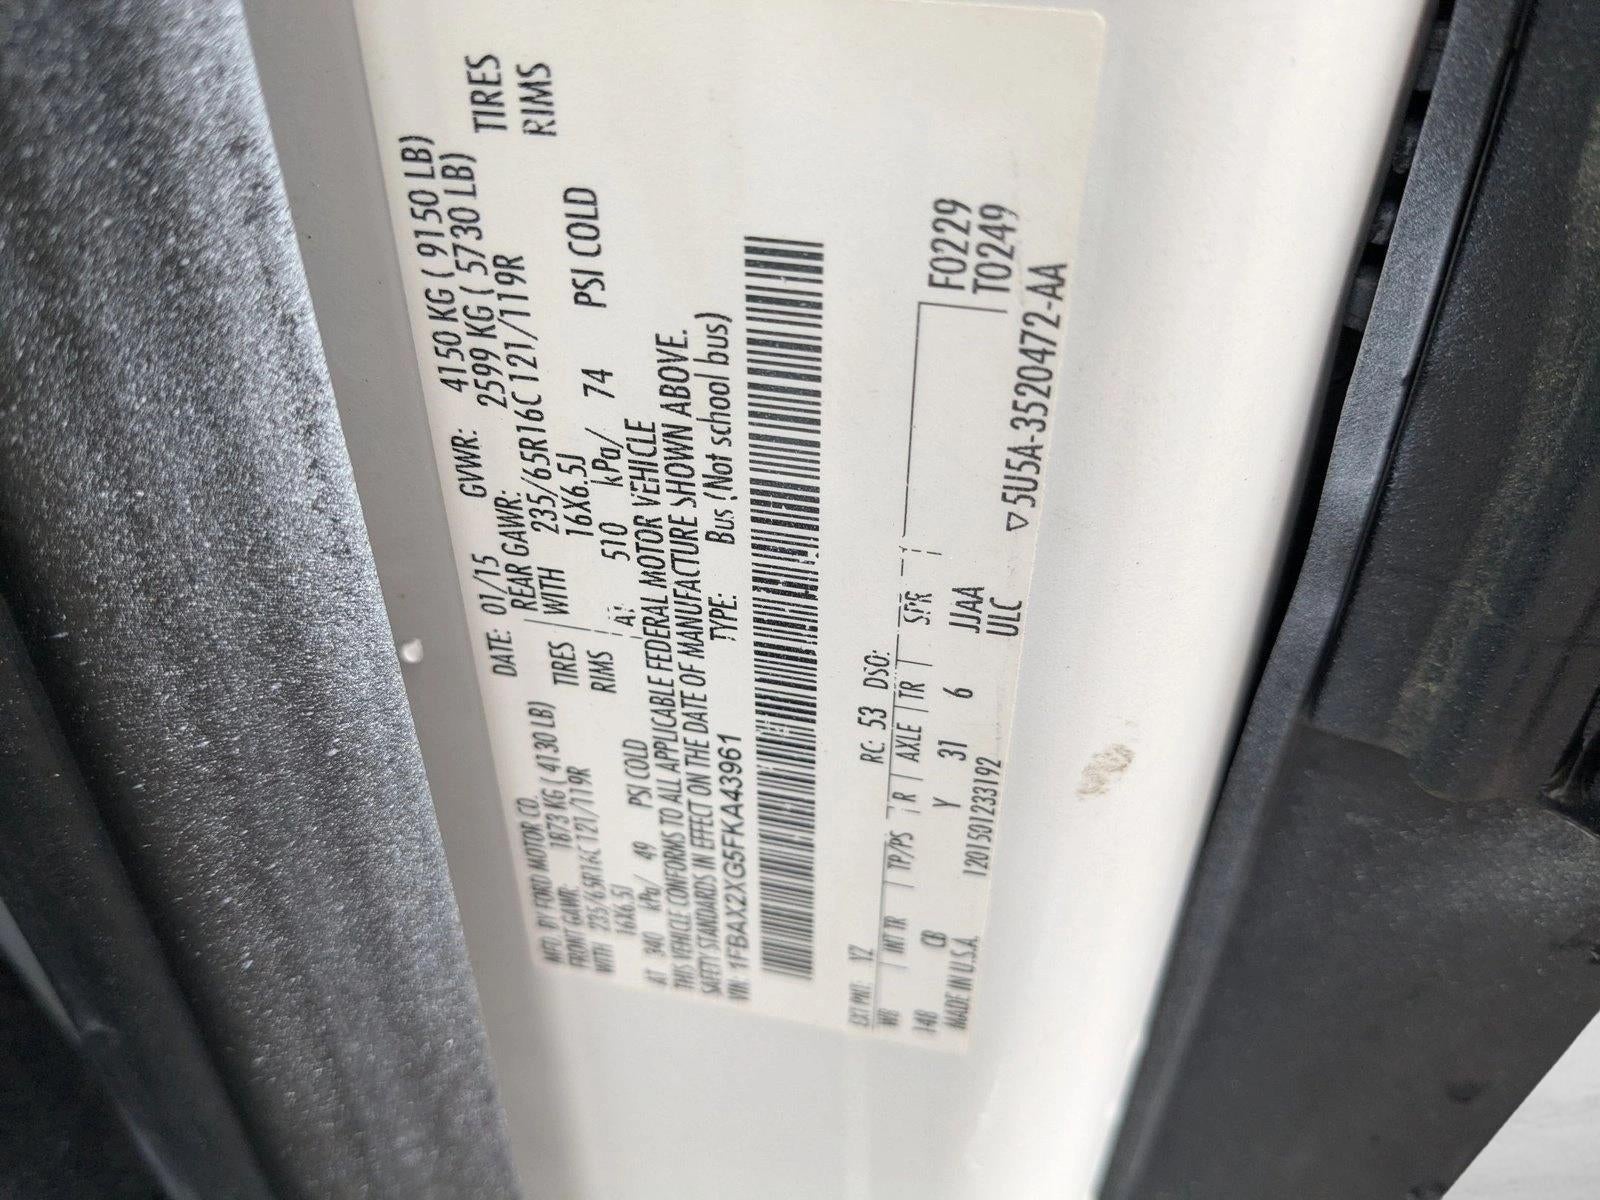 MFD. BY FORD MOTOR CO. DATE: 01/15 GVWR: 4150 KG ( 9150 LB)
FRONT GAWR: 1873 KG ( 4130 LB) REAR GAWR: 2599 KG ( 5730 LB)
WITH 235/65R16C 121/119R TIRES WITH 235/65R16C 121/119R TIRES
16X6.5J RIMS 16X6.5J RIMS
AT 340 kPa/ 49 PSI COLD AT 510 kPa/ 74 PSI COLD
THIS VEHICLE CONFORMS TO ALL APPLICABLE FEDERAL MOTOR VEHICLE
SAFETY STANDARDS IN EFFECT ON THE DATE OF MANUFACTURE SHOWN ABOVE.
VIN: 1FBAX2XG5FKA43961 TYPE: Bus (Not school bus)
EXT PNT: YZ RC: 53 DSO:
WB INT TR TP/PS R AXLE TR SPR F0229
148 CB Y 31 6 JJAA T0249
MADE IN U.S.A. 1201501233192 ULC ▽5U5A-3520472-AA